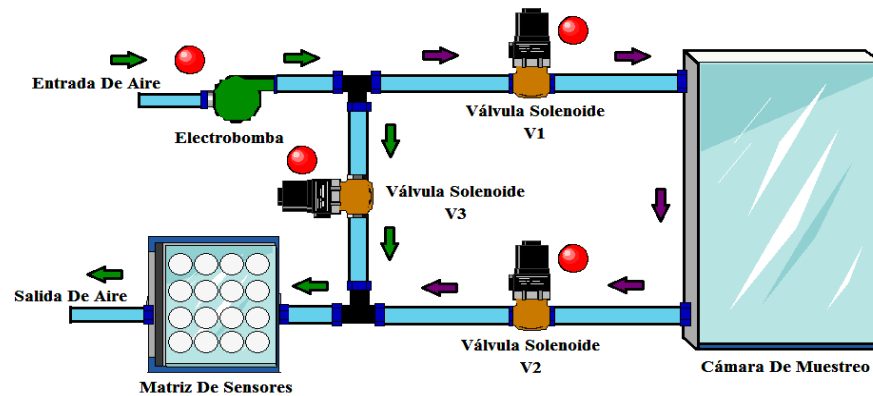 Entrada De Aire
Electrobomba
Válvula Solenoide
V1
Válvula Solenoide
V3
Salida De Aire
Matriz De Sensores
Válvula Solenoide
V2
Cámara De Muestreo